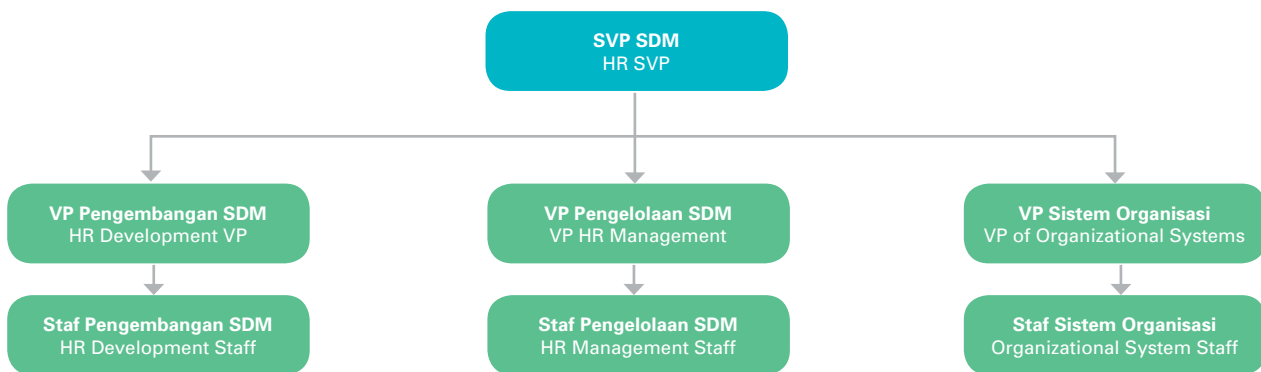 SVP SDM
HR SVP
VP Pengembangan SDM
HR Development VP
VP Pengelolaan SDM
VP HR Management
VP Sistem Organisasi
VP of Organizational Systems
Staf Pengembangan SDM
HR Development Staff
Staf Pengelolaan SDM
HR Management Staff
Staf Sistem Organisasi
Organizational System Staff